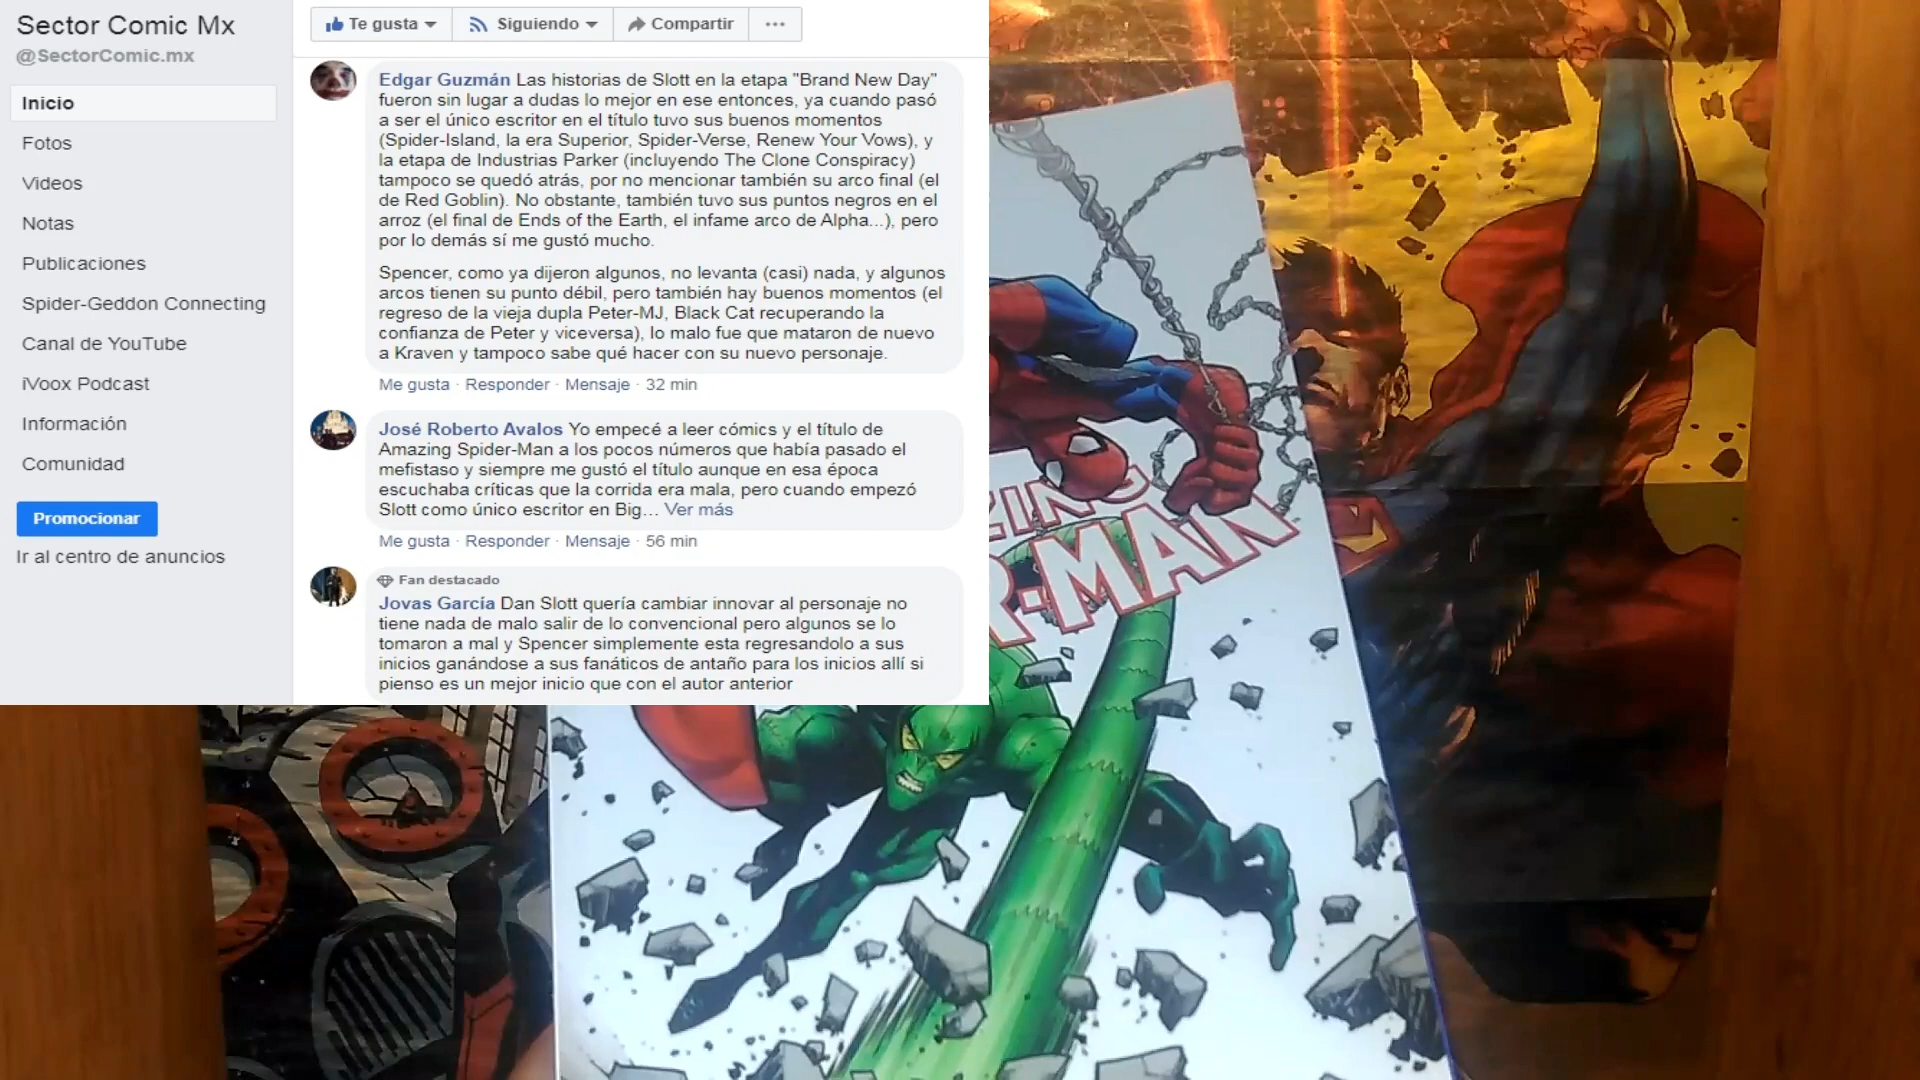 Sector Comic Mx
@SectorComic.mx
Inicio
Fotos
Videos
Notas
Publicaciones
Spider-Geddon Connecting
Canal de YouTube
iVoox Podcast
Información
Comunidad
Promocionar
Ir al centro de anuncios
Te gusta
Siguiendo
Compartir
Edgar Guzmán Las historias de Slott en la etapa "Brand New Day"
fueron sin lugar a dudas lo mejor en ese entonces, ya cuando pasó
a ser el único escritor en el título tuvo sus buenos momentos
(Spider-Island, la era Superior, Spider-Verse, Renew Your Vows), y
la etapa de Industrias Parker (incluyendo The Clone Conspiracy)
tampoco se quedó atrás, por no mencionar también su arco final (el
de Red Goblin). No obstante, también tuvo sus puntos negros en el
arroz (el final de Ends of the Earth, el infame arco de Alpha...), pero
por lo demás sí me gustó mucho.
Spencer, como ya dijeron algunos, no levanta (casi) nada, y algunos
arcos tienen su punto débil, pero también hay buenos momentos (el
regreso de la vieja dupla Peter-MJ, Black Cat recuperando la
confianza de Peter y viceversa), lo malo fue que mataron de nuevo
a Kraven y tampoco sabe qué hacer con su nuevo personaje.
Me gusta · Responder · Mensaje · 32 min
José Roberto Avalos Yo empecé a leer cómics y el título de
Amazing Spider-Man a los pocos números que había pasado el
mefistaso y siempre me gustó el título aunque en esa época
escuchaba críticas que la corrida era mala, pero cuando empezó
Slott como único escritor en Big... Ver más
Me gusta · Responder · Mensaje · 56 min
Fan destacado
Jovas García Dan Slott quería cambiar innovar al personaje no
tiene nada de malo salir de lo convencional pero algunos se lo
tomaron a mal y Spencer simplemente esta regresandolo a sus
inicios ganándose a sus fanáticos de antaño para los inicios allí si
pienso es un mejor inicio que con el autor anterior
ZING
R-MAN